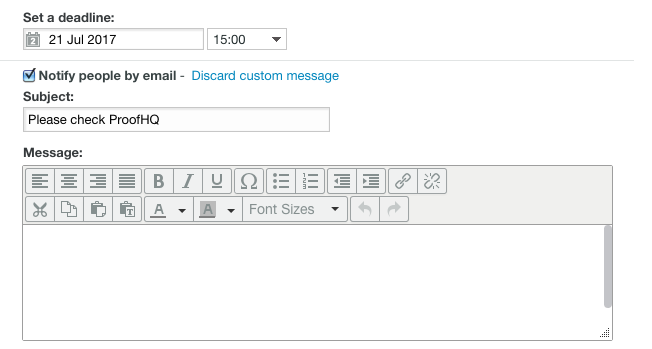 Set a deadline:
21 Jul 2017 15:00
Notify people by email - Discard custom message
Subject:
Please check ProofHQ
Message:
B I U Ω
A A Font Sizes